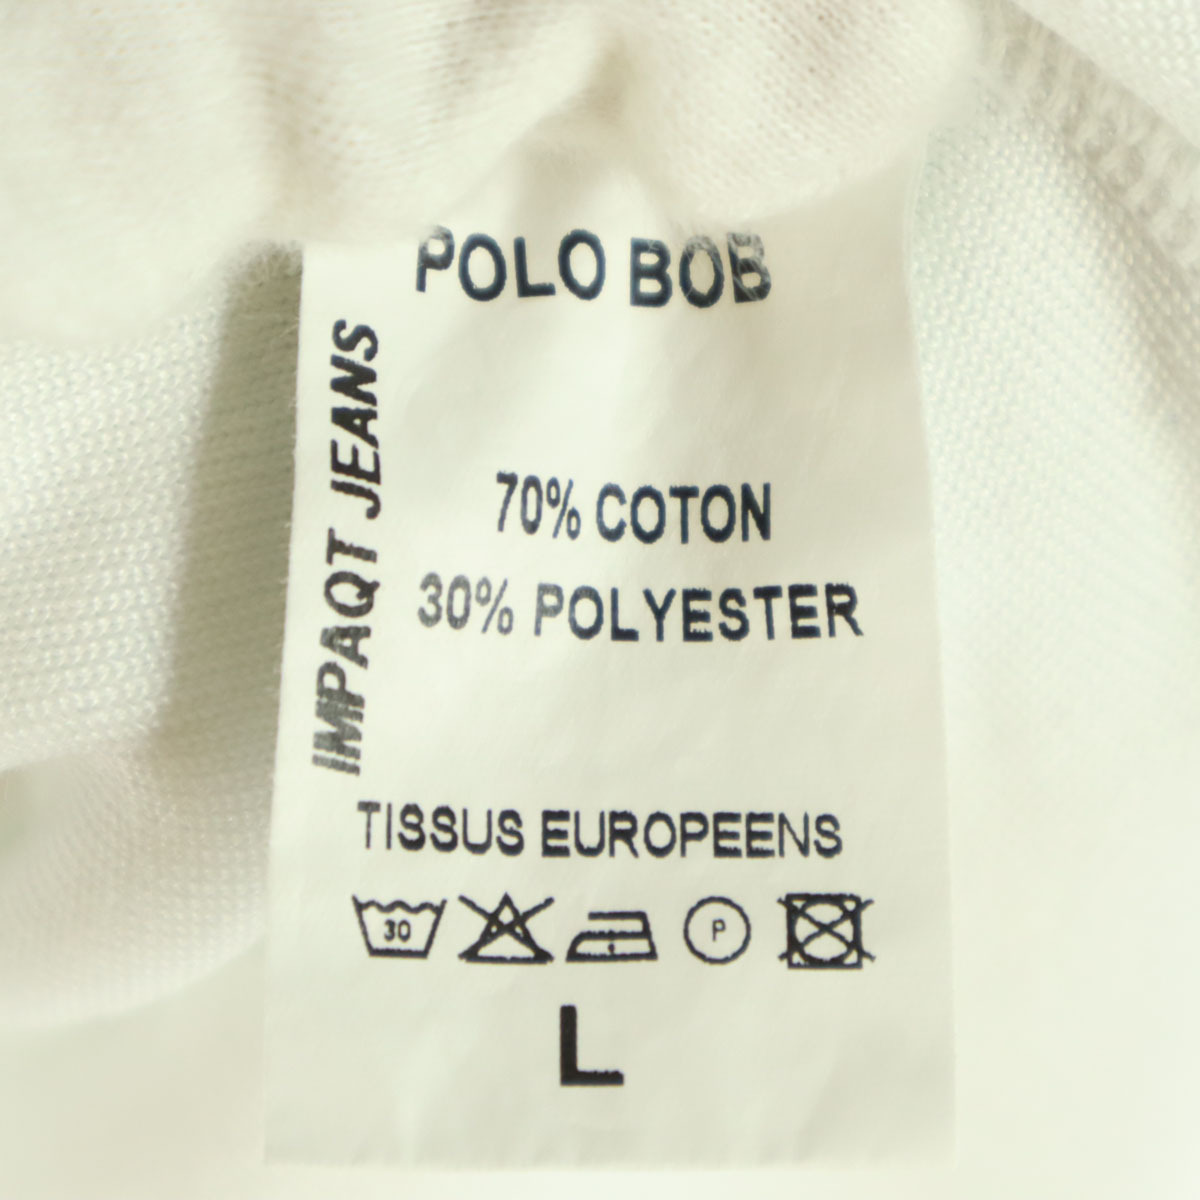 POLO BOB
IMPAQT JEANS
70% COTON
30% POLYESTER
TISSUS EUROPEENS
30
P
L